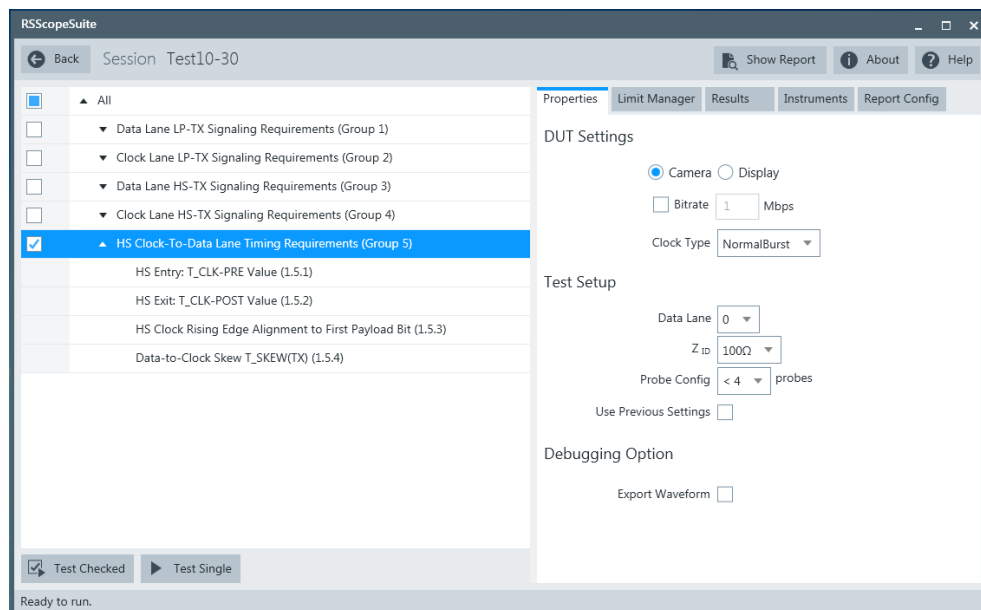 RSScopeSuite
Back Session Test10-30 Show Report About Help
All
Data Lane LP-TX Signaling Requirements (Group 1)
Clock Lane LP-TX Signaling Requirements (Group 2)
Data Lane HS-TX Signaling Requirements (Group 3)
Clock Lane HS-TX Signaling Requirements (Group 4)
HS Clock-To-Data Lane Timing Requirements (Group 5)
HS Entry: T_CLK-PRE Value (1.5.1)
HS Exit: T_CLK-POST Value (1.5.2)
HS Clock Rising Edge Alignment to First Payload Bit (1.5.3)
Data-to-Clock Skew T_SKEW(TX) (1.5.4)
Properties Limit Manager Results Instruments Report Config
DUT Settings
Camera Display
Bitrate 1 Mbps
Clock Type NormalBurst
Test Setup
Data Lane 0
Z ID 100Ω
Probe Config < 4 probes
Use Previous Settings
Debugging Option
Export Waveform
Test Checked Test Single
Ready to run.